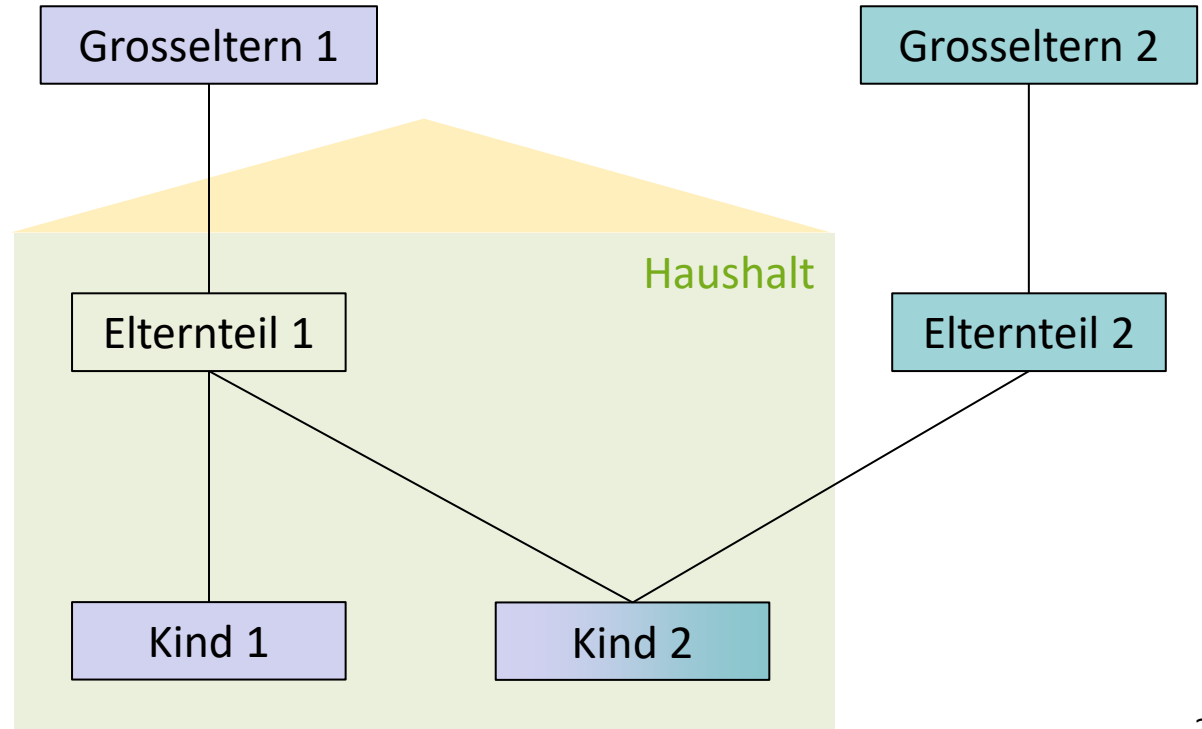 Grosseltern 1
Grosseltern 2
Haushalt
Elternteil 1
Elternteil 2
Kind 1
Kind 2